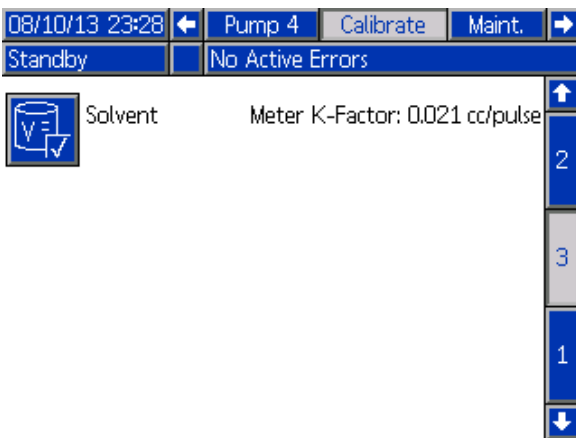 08/10/13 23:28 Pump 4 Calibrate Maint.
Standby No Active Errors
Solvent Meter K-Factor: 0.021 cc/pulse
2
3
1